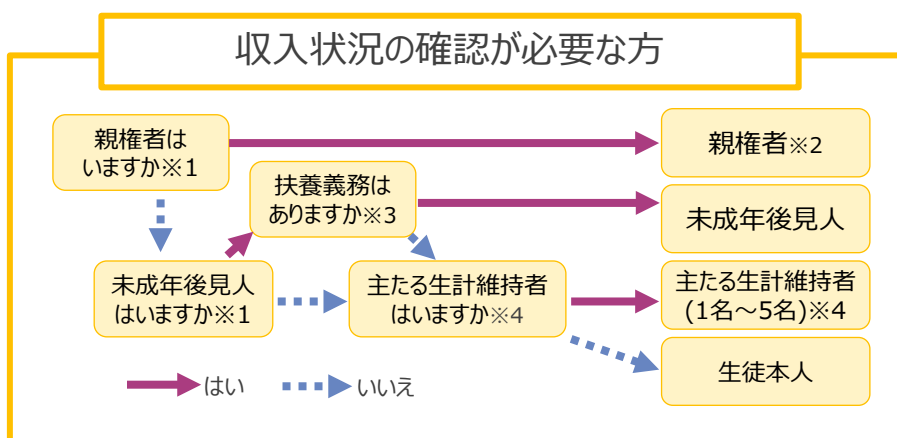 収入状況の確認が必要な方
親権者は
いますか※1
親権者※2
扶養義務は
ありますか※3
未成年後見人
未成年後見人
はいますか※1
主たる生計維持者
はいますか※4
主たる生計維持者
(1名～5名)※4
生徒本人
はい
いいえ